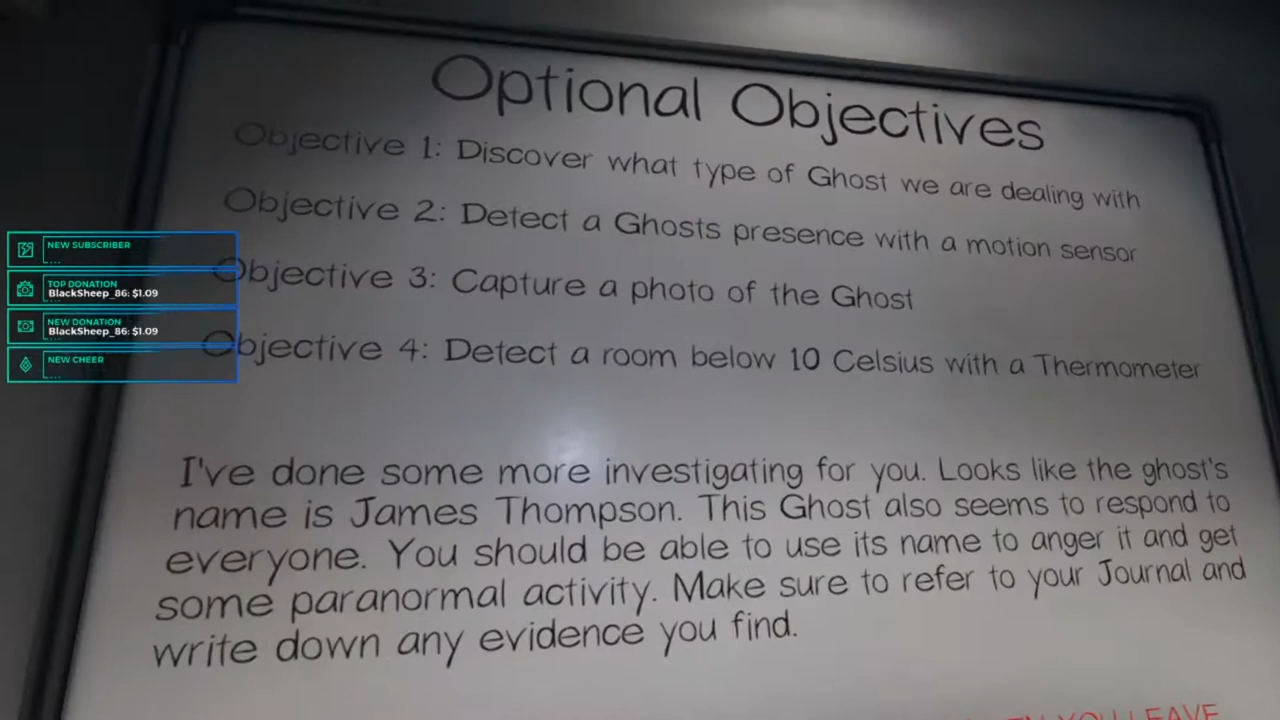 Optional Objectives
Objective 1: Discover what type of Ghost we are dealing with
Objective 2: Detect a Ghosts presence with a motion sensor
Objective 3: Capture a photo of the Ghost
Objective 4: Detect a room below 10 Celsius with a Thermometer
NEW SUBSCRIBER
....
TOP DONATION
BlackSheep_86: $1.09
NEW DONATION
BlackSheep_86: $1.09
NEW CHEER
....
I've done some more investigating for you. Looks like the ghost's
name is James Thompson. This Ghost also seems to respond to
everyone. You should be able to use its name to anger it and get
some paranormal activity. Make sure to refer to your Journal and
write down any evidence you find.
YOU LEAVE